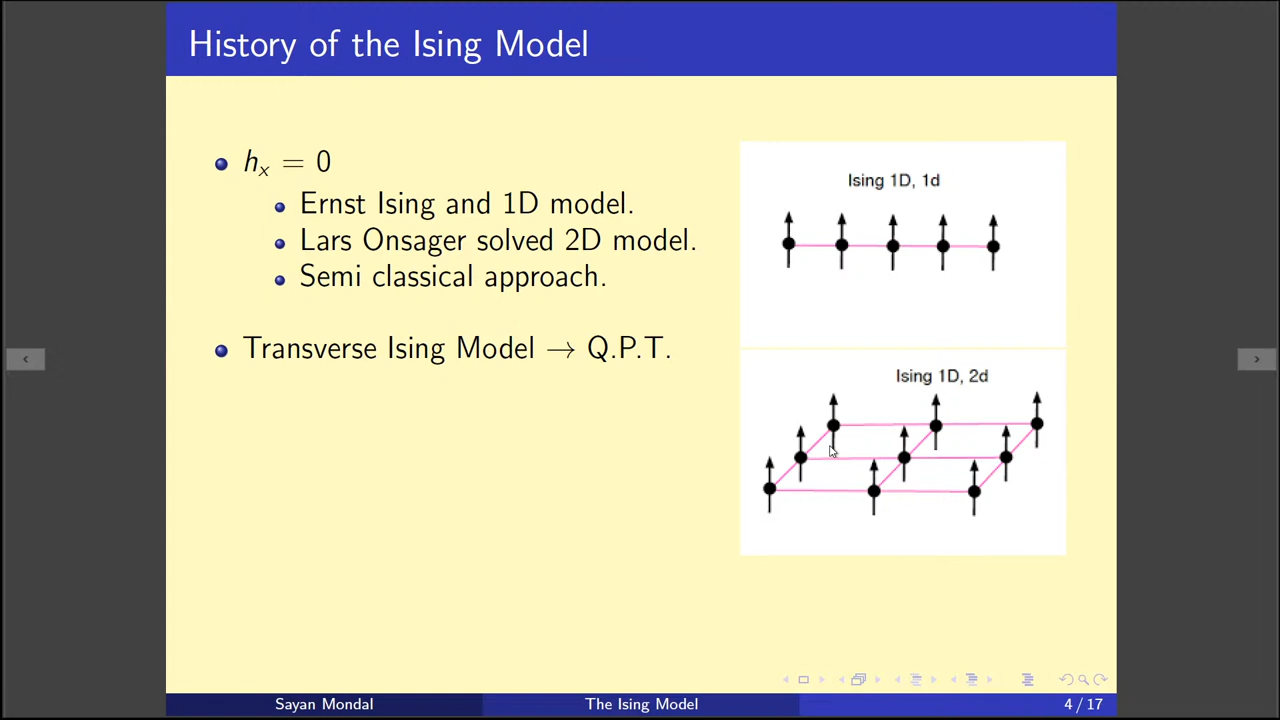 History of the Ising Model
hₓ = 0
Ernst Ising and 1D model.
Lars Onsager solved 2D model.
Semi classical approach.
Transverse Ising Model → Q.P.T.
Ising 1D, 1d
Ising 1D, 2d
Sayan Mondal
The Ising Model
4 / 17